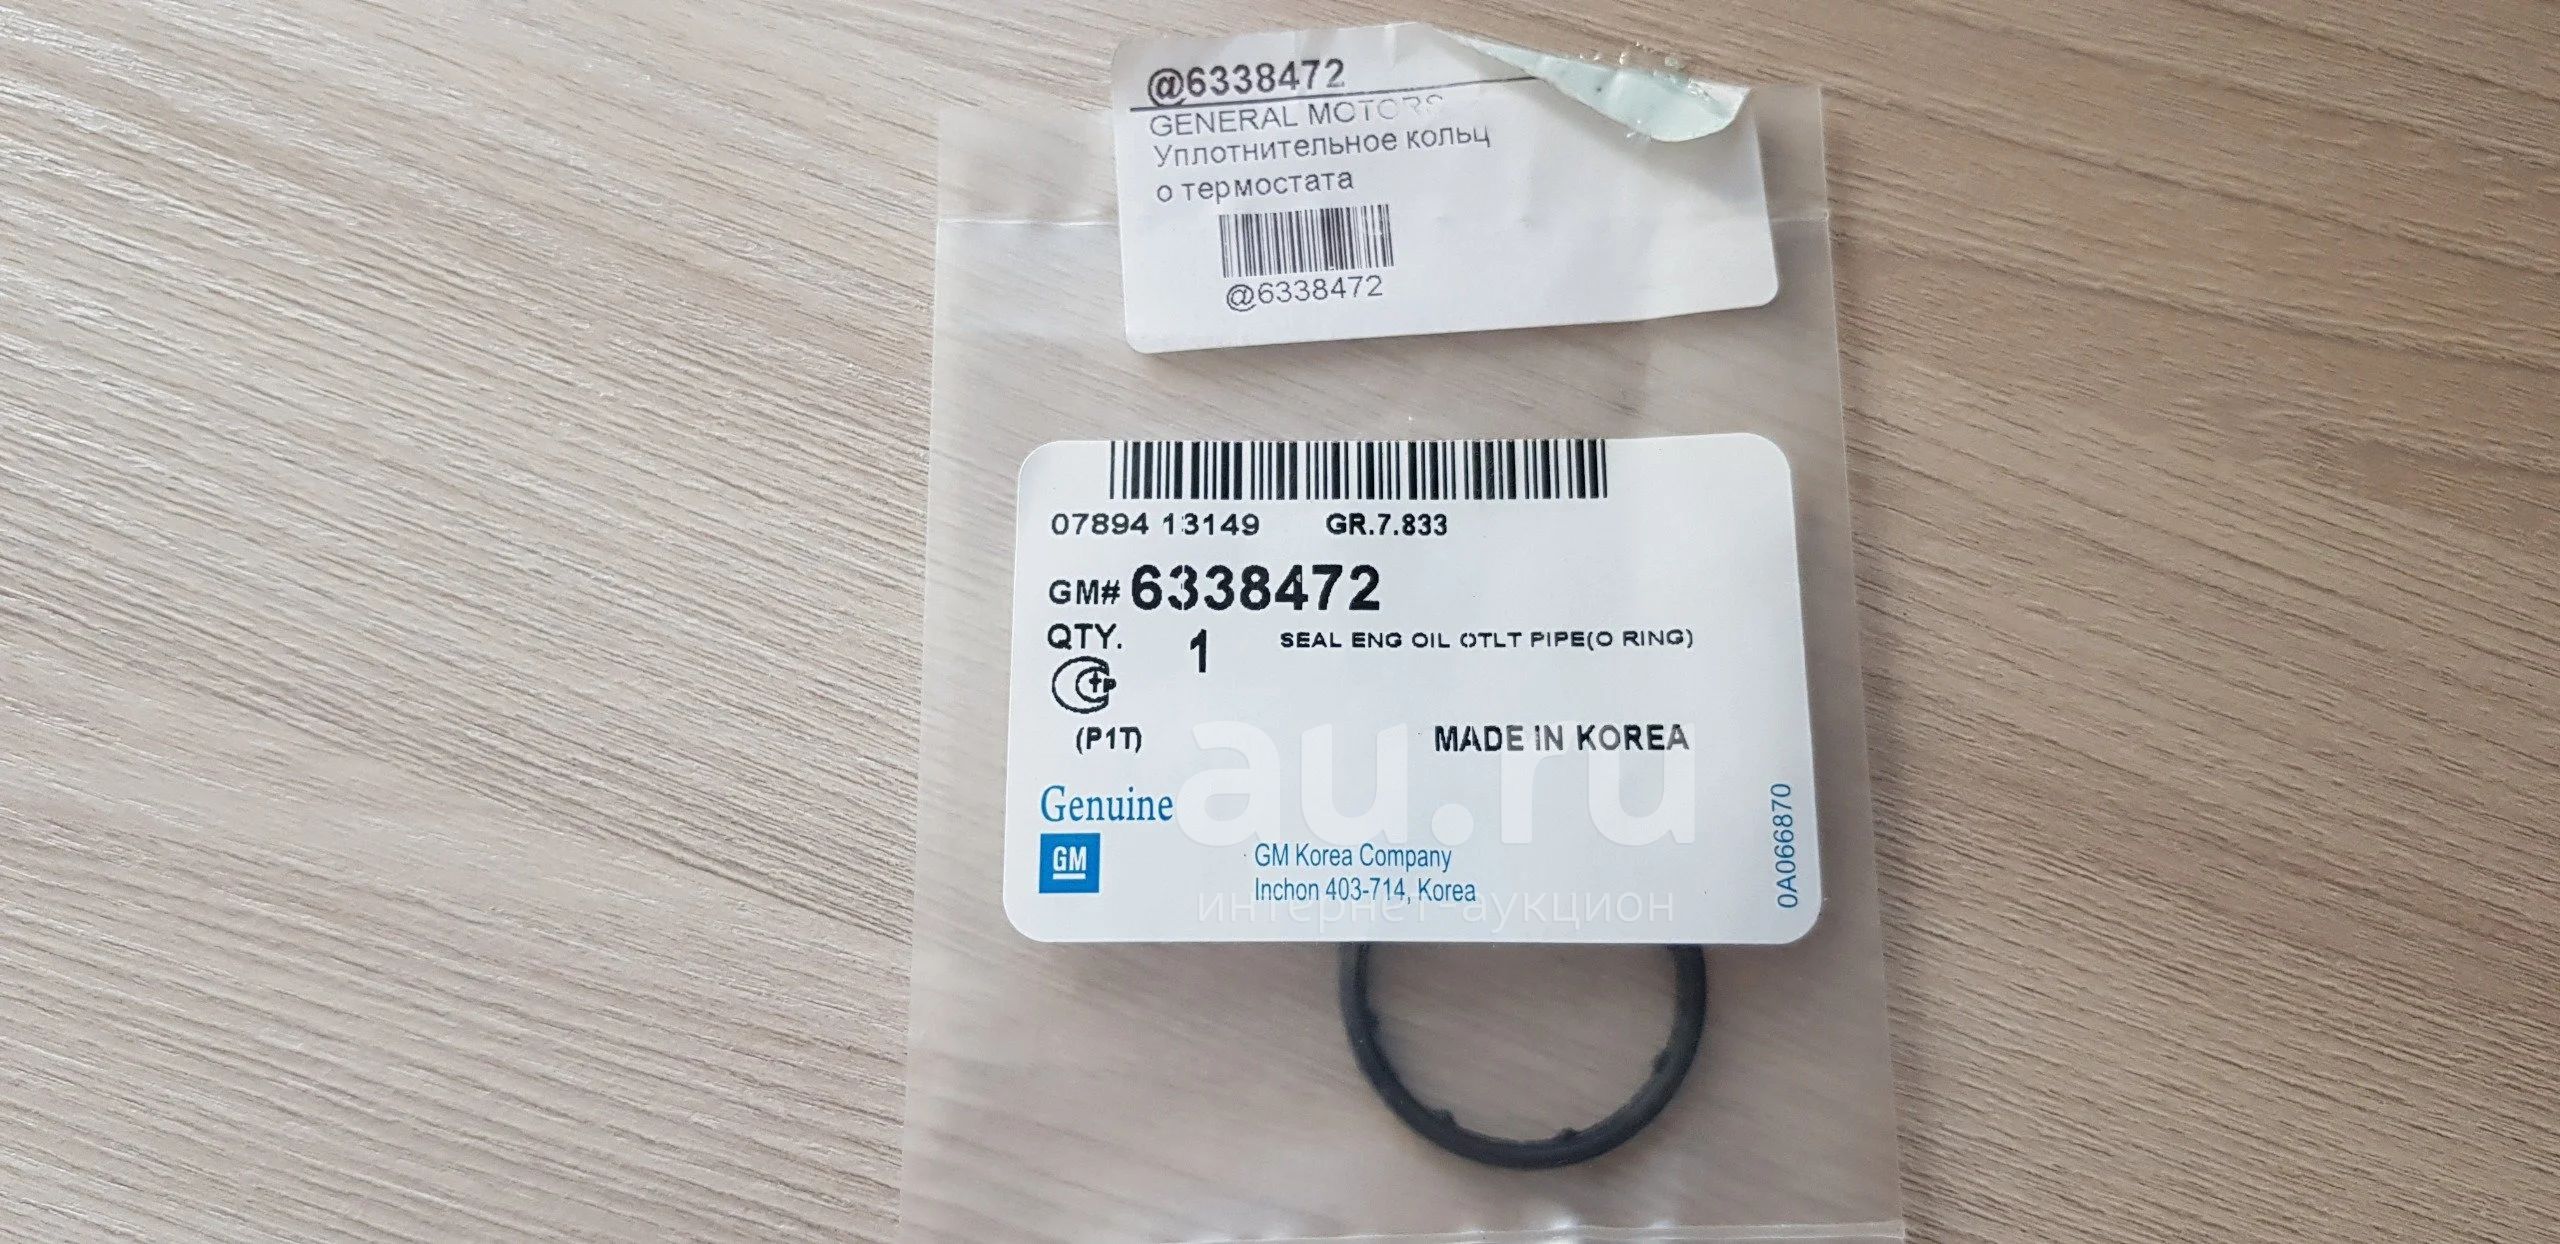 @6338472
GENERAL MOTORS
Уплотнительное кольц
о термостата
@6338472
07894 13149 GR.7.833
GM# 6338472
QTY. 1 SEAL ENG OIL OTLT PIPE(O RING)
(P1T) MADE IN KOREA
Genuine
GM
GM Korea Company
Inchon 403-714, Korea
0A066870
au.ru
интернет-аукцион